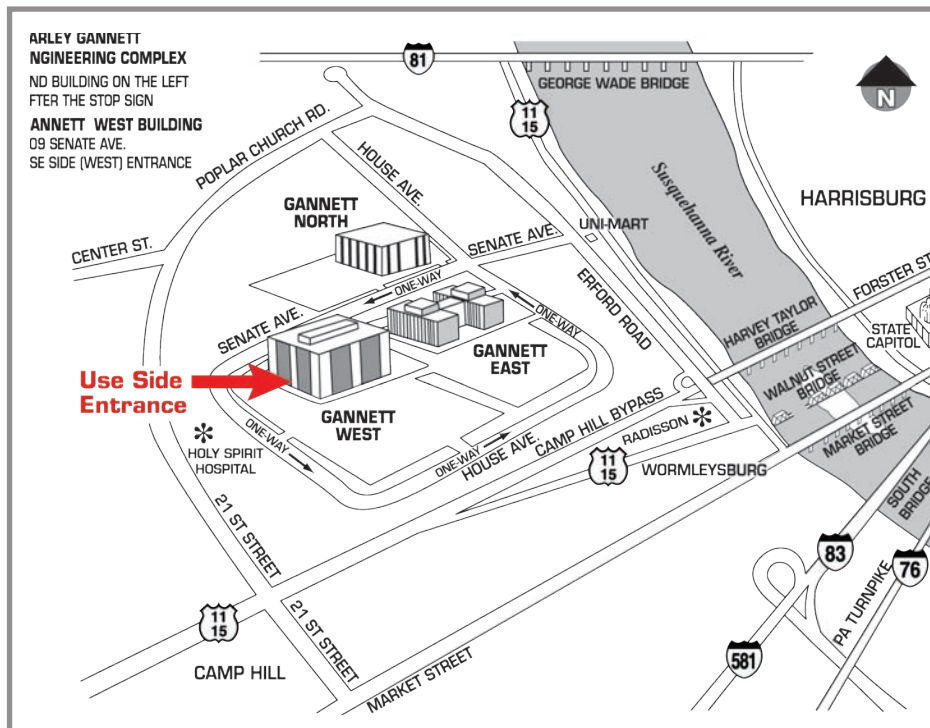 ARLEY GANNETT
NGINEERING COMPLEX
ND BUILDING ON THE LEFT
FTER THE STOP SIGN
ANNETT WEST BUILDING
09 SENATE AVE.
SE SIDE (WEST) ENTRANCE
81
GEORGE WADE BRIDGE
11
15
N
POPLAR CHURCH RD.
HOUSE AVE.
Susquehanna River
HARRISBURG
GANNETT
NORTH
UNI-MART
SENATE AVE.
CENTER ST.
ONE-WAY
ERFORD ROAD
FORSTER ST
SENATE AVE.
ONE-WAY
HARVEY TAYLOR
BRIDGE
STATE
CAPITOL
GANNETT
EAST
WALNUT STREET
BRIDGE
Use Side
Entrance
GANNETT
WEST
CAMP HILL BYPASS
RADISSON
MARKET STREET
BRIDGE
ONE-WAY
HOLY SPIRIT
HOSPITAL
ONE-WAY
HOUSE AVE.
11
15
WORMLEYSBURG
SOUTH
BRIDGE
21 ST STREET
83
76
PA TURNPIKE
11
15
21 ST STREET
581
CAMP HILL
MARKET STREET